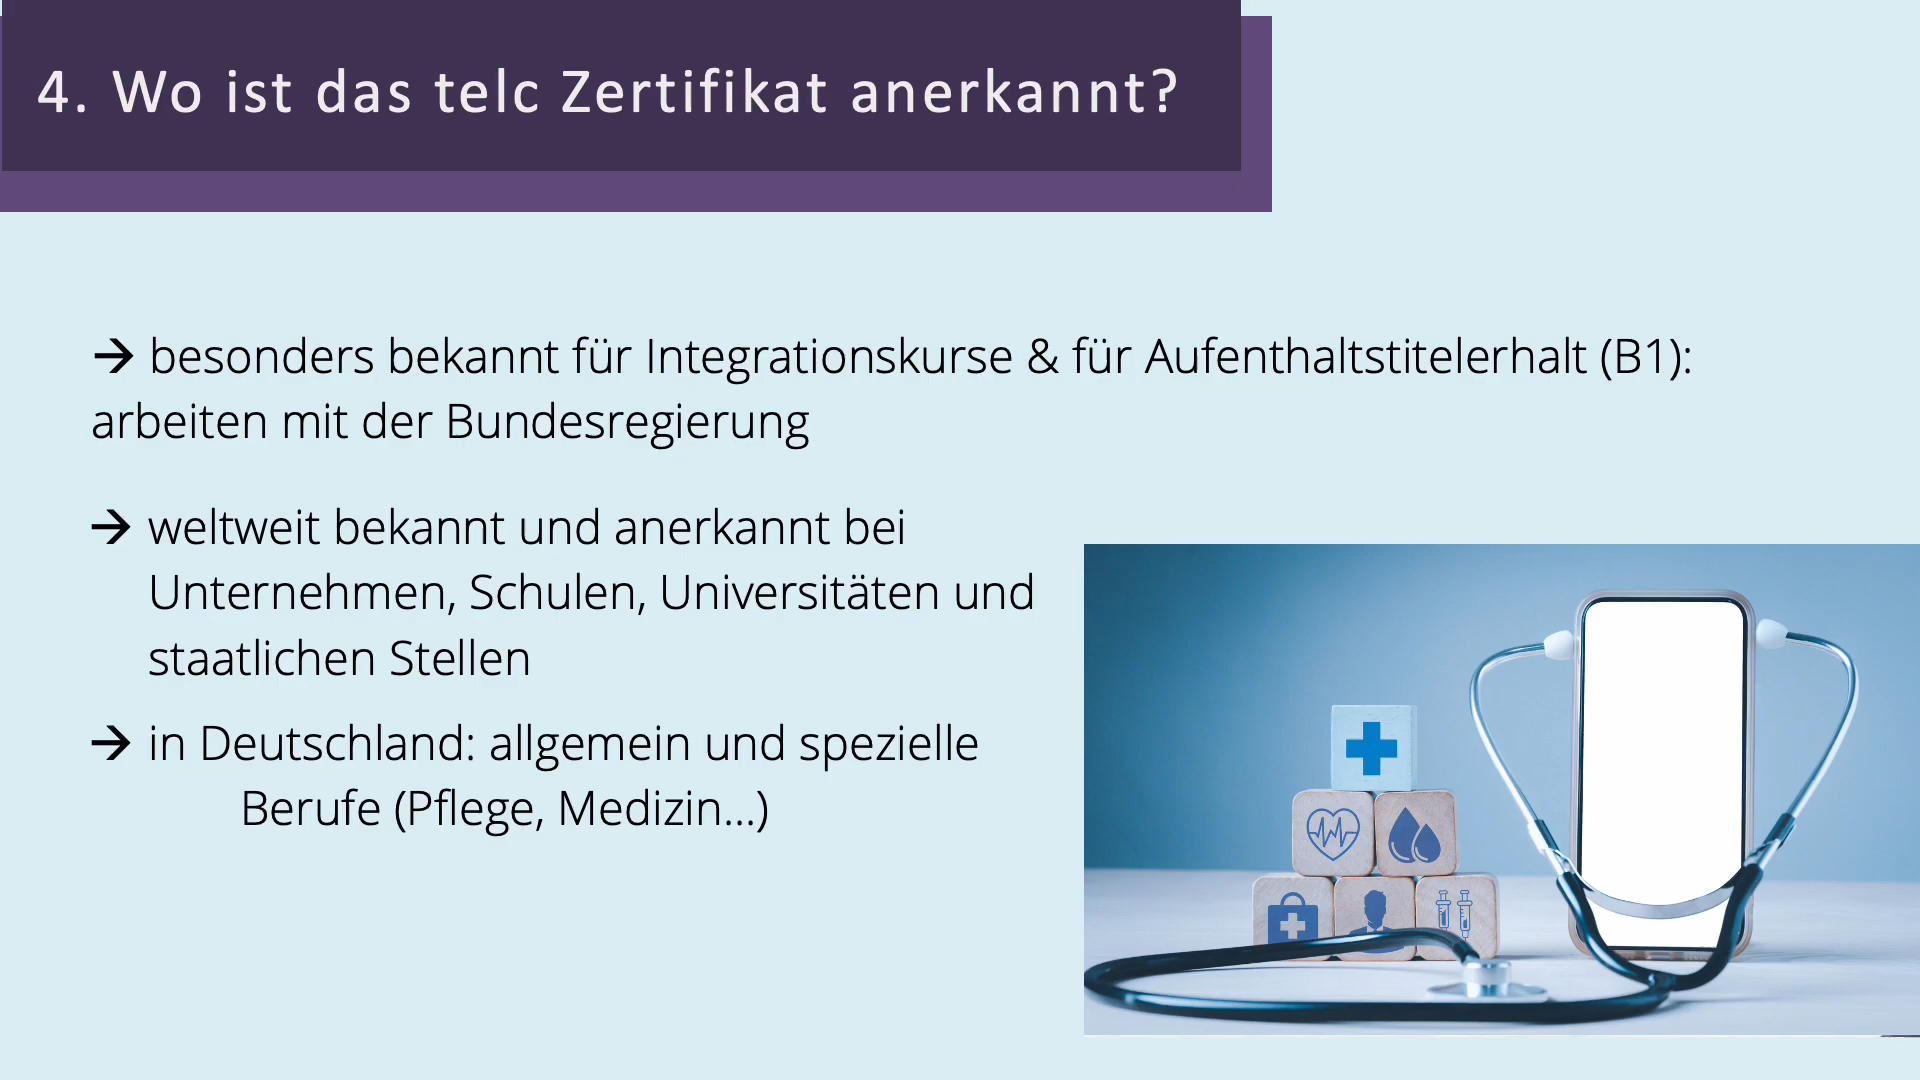 4. Wo ist das telc Zertifikat anerkannt?
→ besonders bekannt für Integrationskurse & für Aufenthaltstitelerhalt (B1):
arbeiten mit der Bundesregierung
→ weltweit bekannt und anerkannt bei
Unternehmen, Schulen, Universitäten und
staatlichen Stellen
→ in Deutschland: allgemein und spezielle
Berufe (Pflege, Medizin...)